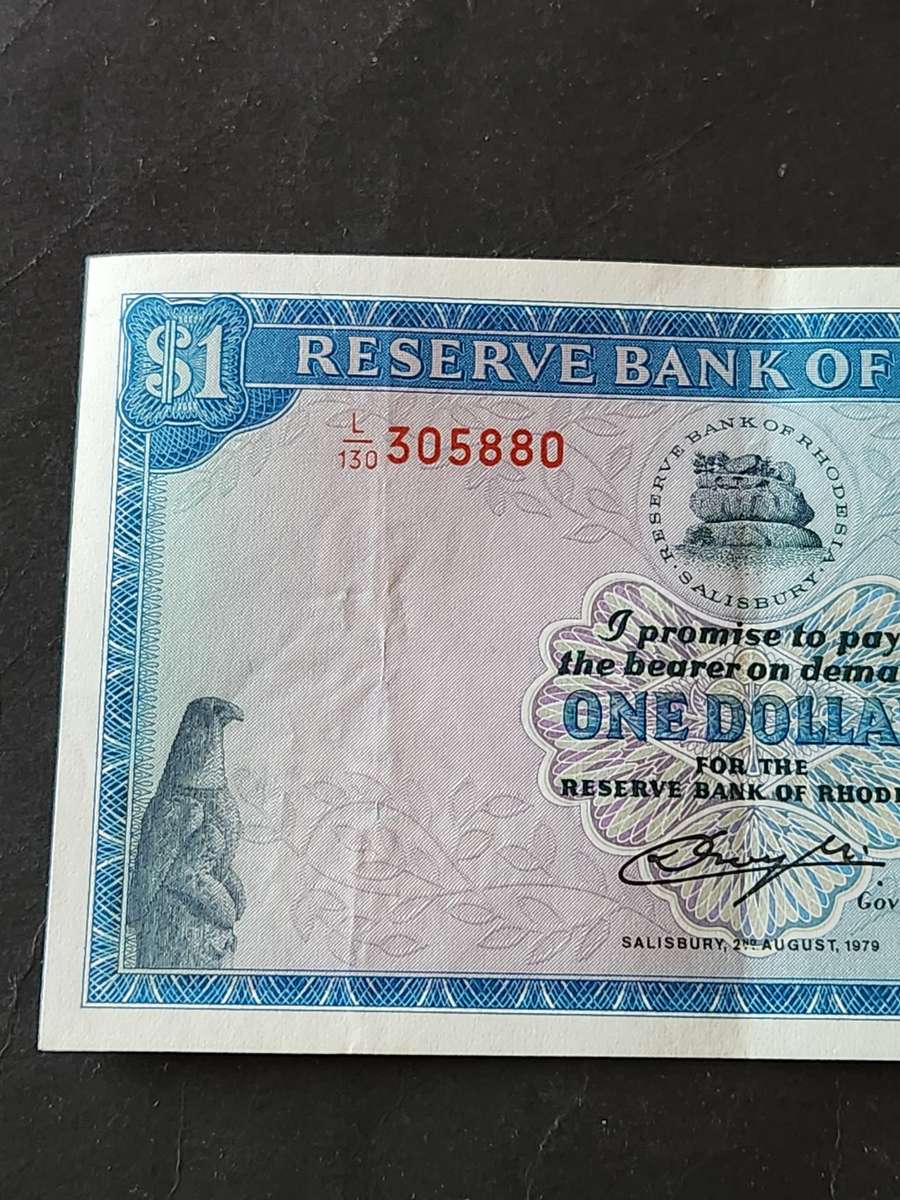 $1
RESERVE BANK OF
L/130 305880
RESERVE BANK OF RHODESIA
· SALISBURY ·
I promise to pay
the bearer on dema
ONE DOLLA
FOR THE
RESERVE BANK OF RHOD
Gov
SALISBURY, 2ND AUGUST, 1979